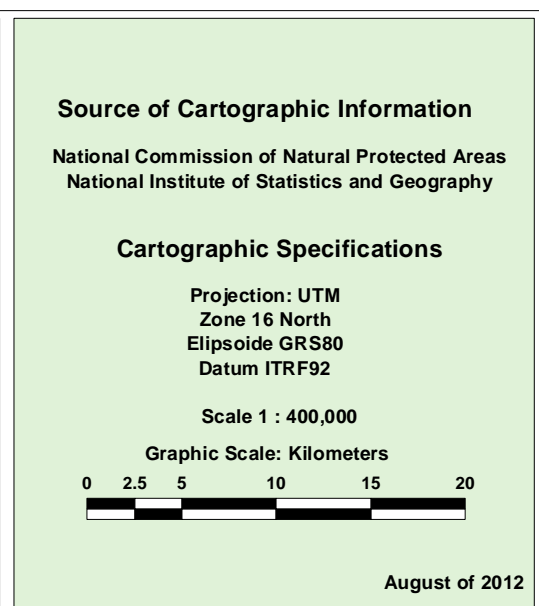 Source of Cartographic Information
National Commission of Natural Protected Areas
National Institute of Statistics and Geography
Cartographic Specifications
Projection: UTM
Zone 16 North
Elipsoide GRS80
Datum ITRF92
Scale 1 : 400,000
Graphic Scale: Kilometers
0 2.5 5 10 15 20
August of 2012